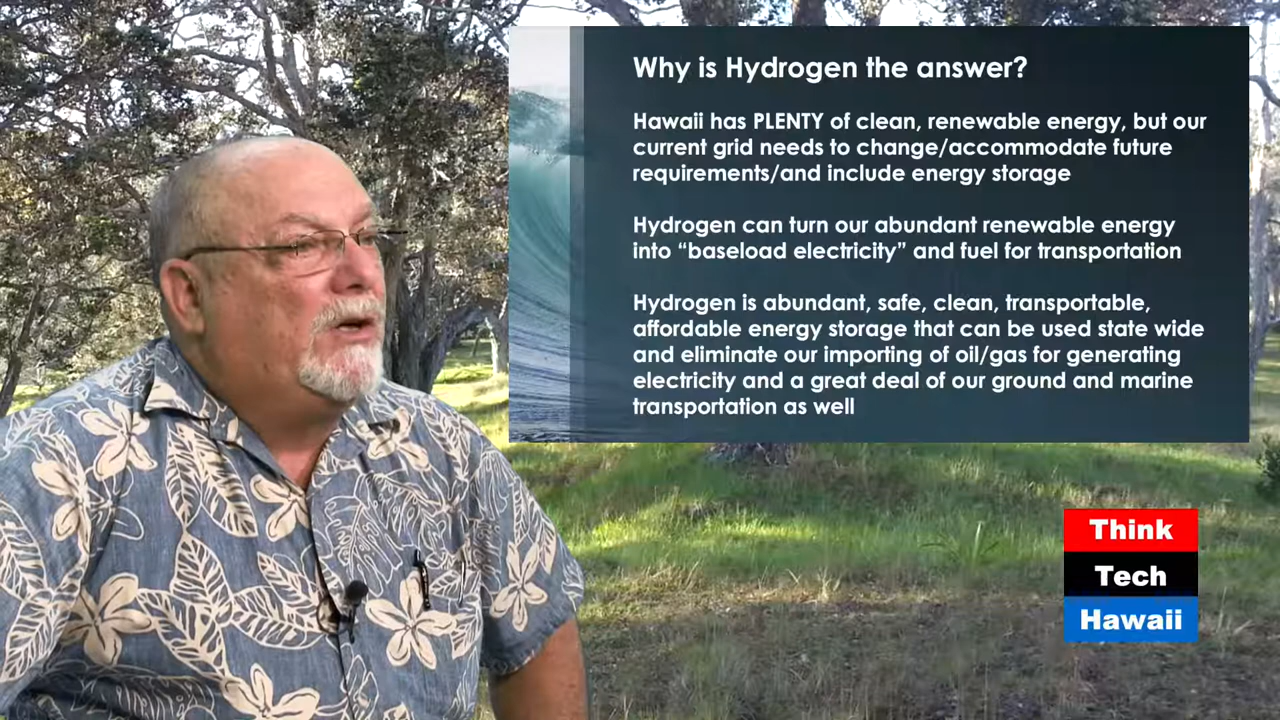 Why is Hydrogen the answer?
Hawaii has PLENTY of clean, renewable energy, but our
current grid needs to change/accommodate future
requirements/and include energy storage
Hydrogen can turn our abundant renewable energy
into “baseload electricity” and fuel for transportation
Hydrogen is abundant, safe, clean, transportable,
affordable energy storage that can be used state wide
and eliminate our importing of oil/gas for generating
electricity and a great deal of our ground and marine
transportation as well
Think
Tech
Hawaii